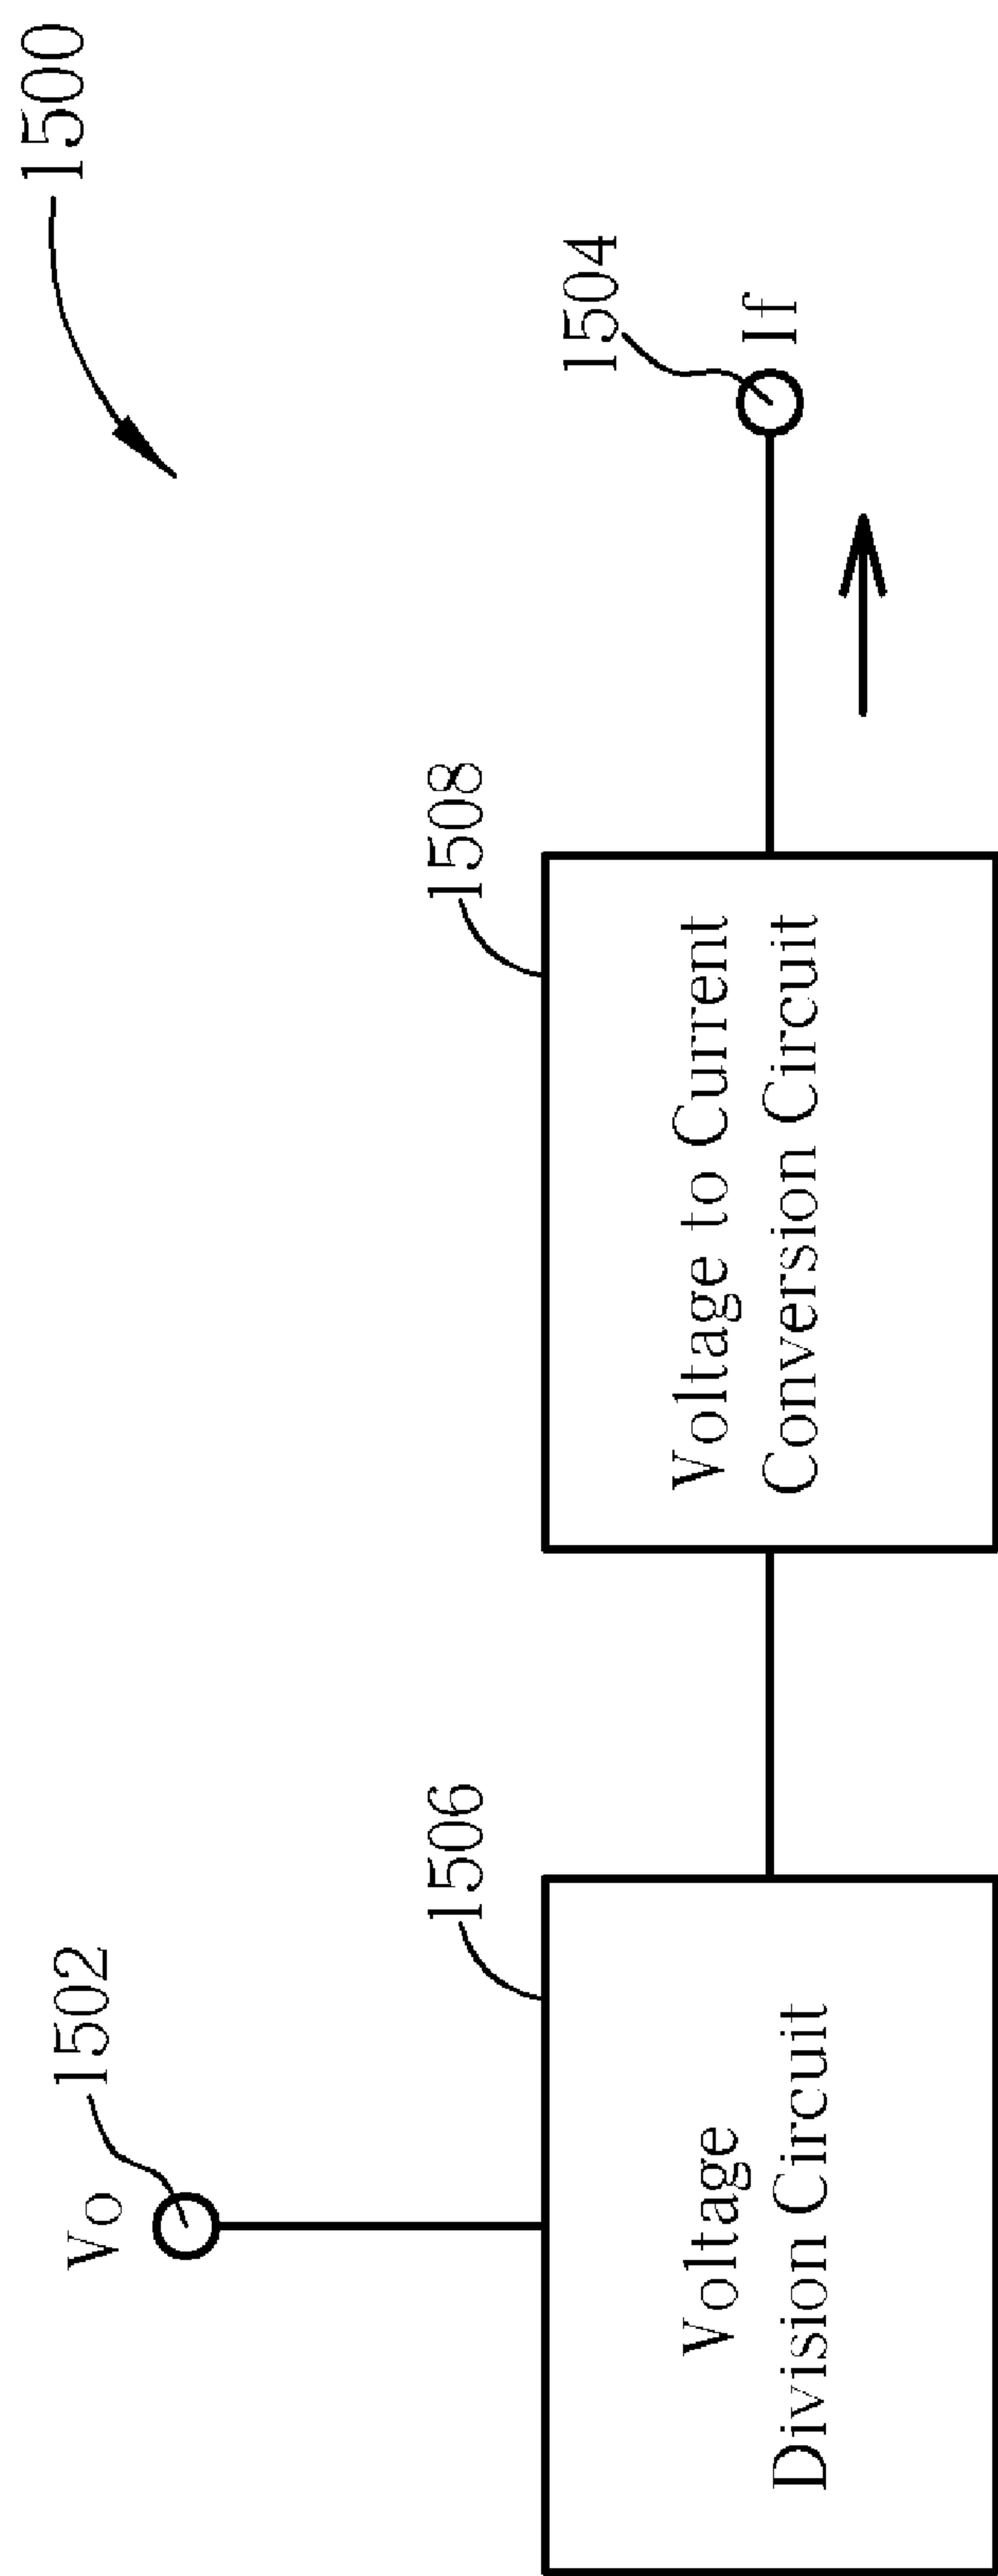 1500
Vo
1502
1504
If
1506
1508
Voltage
Division Circuit
Voltage to Current
Conversion Circuit